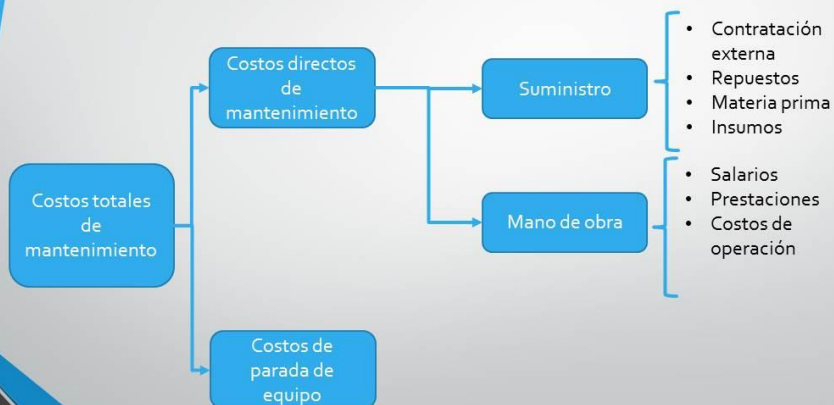 Costos totales
de
mantenimiento
Costos directos
de
mantenimiento
Costos de
parada de
equipo
Suministro
Mano de obra
• Contratación
externa
• Repuestos
• Materia prima
• Insumos
• Salarios
• Prestaciones
• Costos de
operación